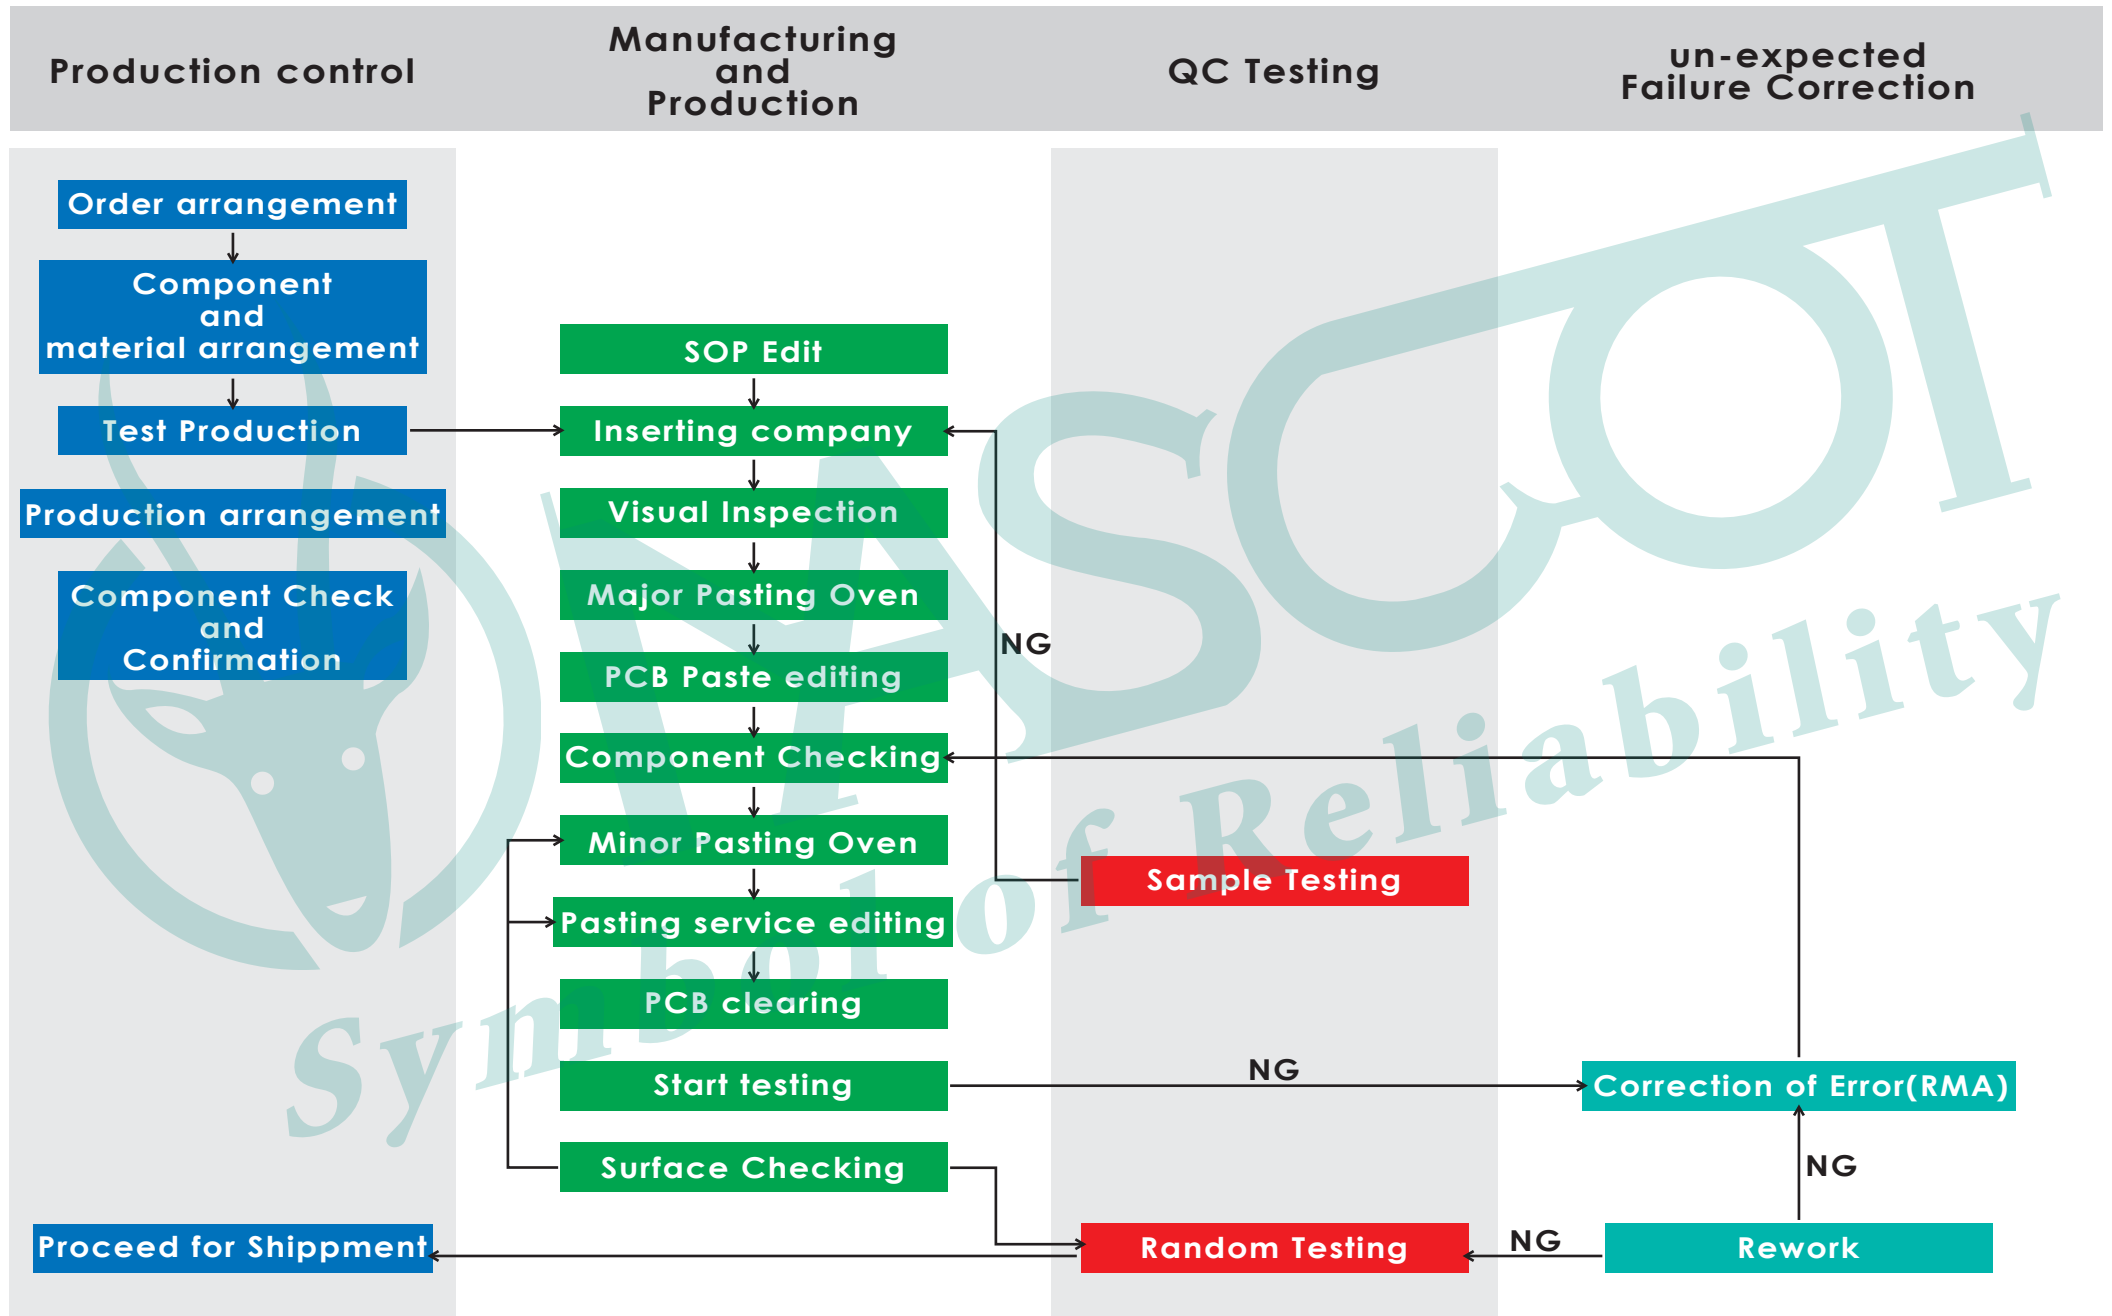 Production control
Manufacturing
and
Production
QC Testing
un-expected
Failure Correction
Order arrangement
Component
and
material arrangement
Test Production
Production arrangement
Component Check
and
Confirmation
Proceed for Shippment
SOP Edit
Inserting company
Visual Inspection
Major Pasting Oven
PCB Paste editing
Component Checking
Minor Pasting Oven
Pasting service editing
PCB clearing
Start testing
Surface Checking
NG
Sample Testing
NG
Random Testing
Correction of Error(RMA)
NG
NG
Rework
MASCOT
Symbol of Reliability